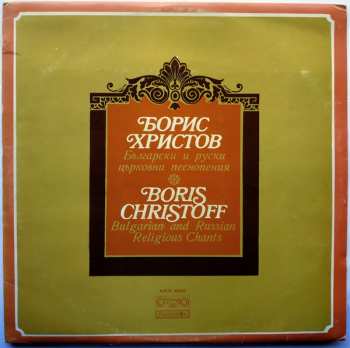 БОРИС
ХРИСТОВ
Български и руски
църковни песнопения
BORIS
CHRISTOFF
Bulgarian and Russian
Religious Chants